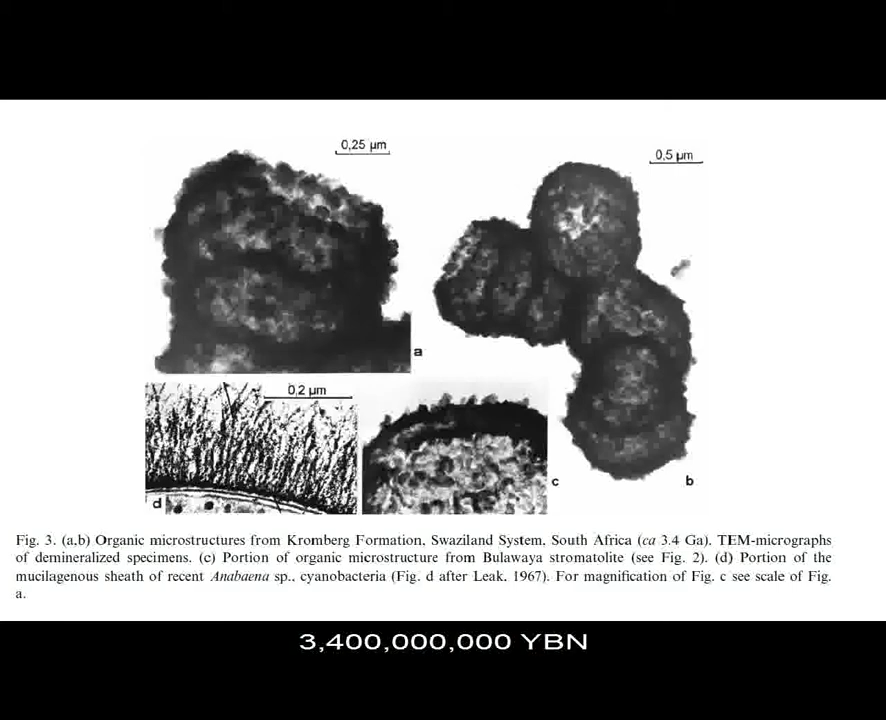 0,25 µm
0,5 µm
a
0,2 µm
d
c
b
Fig. 3. (a,b) Organic microstructures from Kromberg Formation, Swaziland System, South Africa (ca 3.4 Ga). TEM-micrographs
of demineralized specimens. (c) Portion of organic microstructure from Bulawaya stromatolite (see Fig. 2). (d) Portion of the
mucilagenous sheath of recent Anabaena sp., cyanobacteria (Fig. d after Leak. 1967). For magnification of Fig. c see scale of Fig.
a.
3,400,000,000 YBN